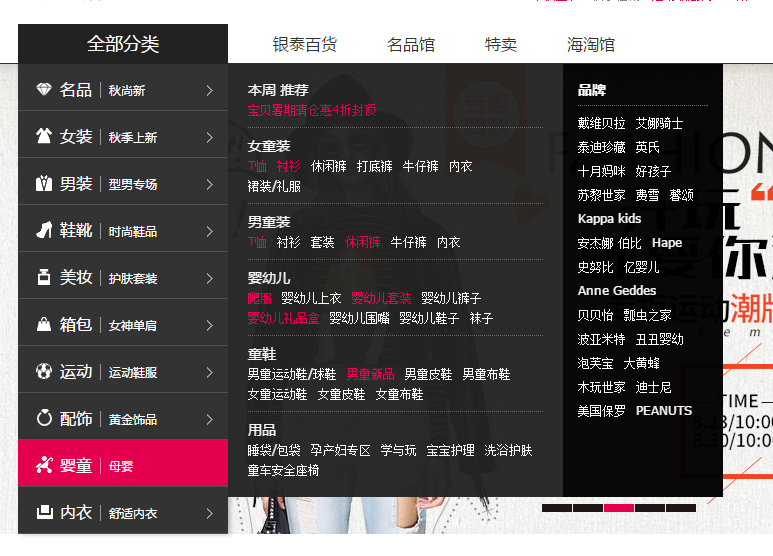 全部分类
银泰百货 名品馆 特卖 海淘馆
名品 秋尚新
女装 秋季上新
男装 型男专场
鞋靴 时尚鞋品
美妆 护肤套装
箱包 女神单肩
运动 运动鞋服
配饰 黄金饰品
婴童 母婴
内衣 舒适内衣
本周 推荐
宝贝署期清仓惠4折封顶
女童装
T恤 衬衫 休闲裤 打底裤 牛仔裤 内衣
裙装/礼服
男童装
T恤 衬衫 套装 休闲裤 牛仔裤 内衣
婴幼儿
爬服 婴幼儿上衣 婴幼儿套装 婴幼儿裤子
婴幼儿礼品盒 婴幼儿围嘴 婴幼儿鞋子 袜子
童鞋
男童运动鞋/球鞋 男童新品 男童皮鞋 男童布鞋
女童运动鞋 女童皮鞋 女童布鞋
用品
睡袋/包袋 孕产妇专区 学与玩 宝宝护理 洗浴护肤
童车安全座椅
品牌
戴维贝拉 艾娜骑士
泰迪珍藏 英氏
十月妈咪 好孩子
苏黎世家 费雪 馨颂
Kappa kids
安杰娜 伯比 Hape
史努比 亿婴儿
Anne Geddes
贝贝怡 瓢虫之家
波亚米特 丑丑婴幼
泡芙宝 大黄蜂
木玩世家 迪士尼
美国保罗 PEANUTS
FASHION
玩
要你
运动潮版
TIME
8.23/10:00
8.30/10:00